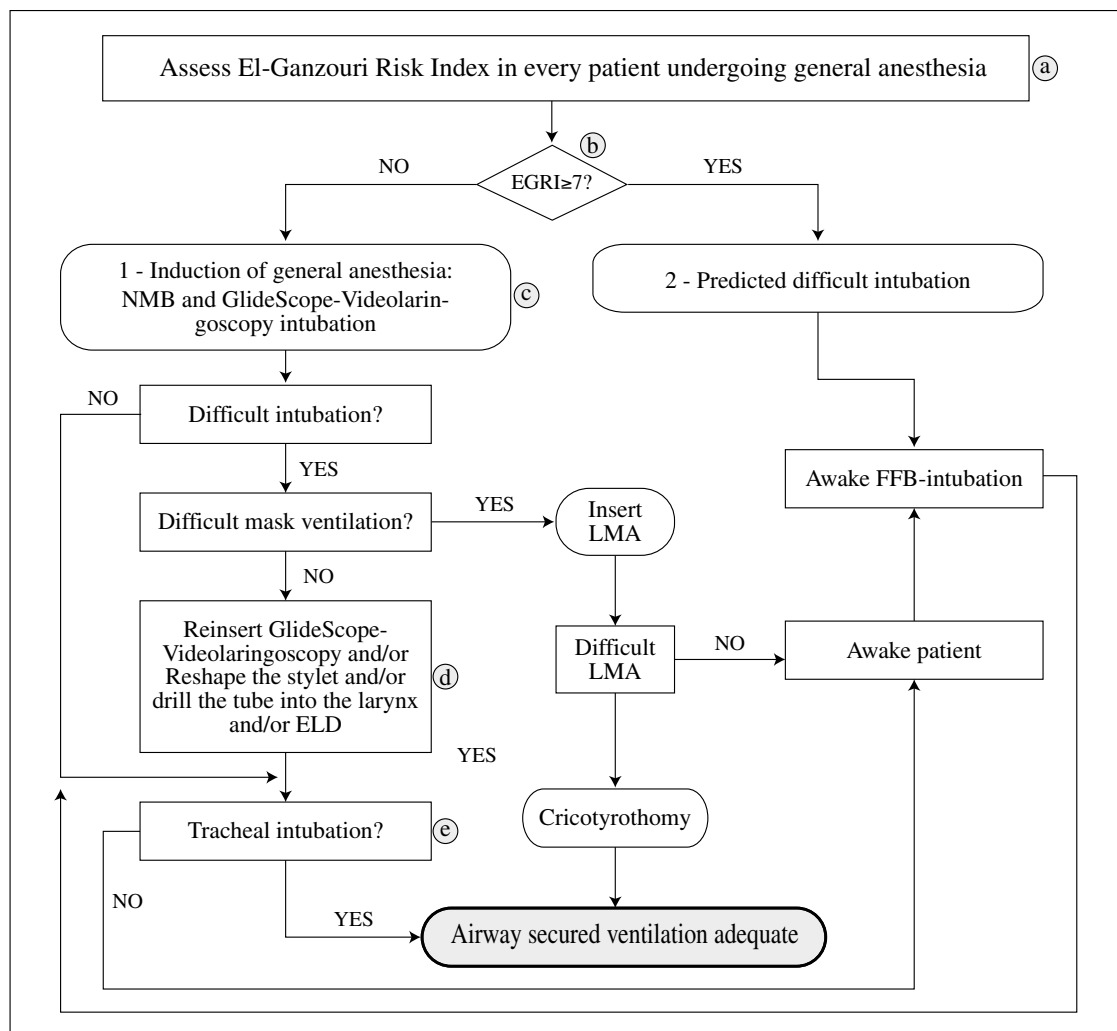 Assess El-Ganzouri Risk Index in every patient undergoing general anesthesia
a
b
NO
EGRI≥7?
YES
1 - Induction of general anesthesia:
NMB and GlideScope-Videolarin-
goscopy intubation
c
2 - Predicted difficult intubation
NO
Difficult intubation?
YES
Awake FFB-intubation
Difficult mask ventilation?
YES
Insert
LMA
NO
Reinsert GlideScope-
Videolaringoscopy and/or
Reshape the stylet and/or
drill the tube into the larynx
and/or ELD
d
Difficult
LMA
NO
Awake patient
YES
Tracheal intubation?
e
Cricotyrothomy
NO
YES
Airway secured ventilation adequate